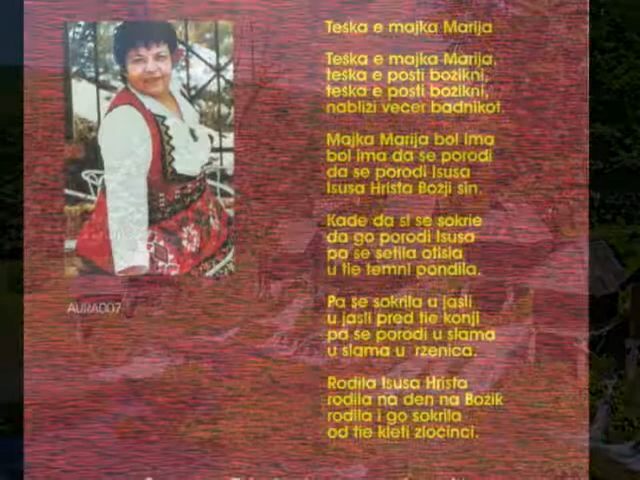 Teška e majka Marija
Teška e majka Marija,
teška e posti božikni,
teška e posti božikni,
nablizi večer badnikot.
Majka Marija bol ima
bol ima da se porodi
da se porodi Isusa
Isusa Hrista Božji sin.
Kade da si se sokrie
da go porodi Isusa
pa se setila otišla
u tie temni pondila.
Pa se sokrila u jasli
u jasli pred tie konji
pa se porodi u slama
u slama u rženica.
Rodila Isusa Hrista
rodila na den na Božik
rodila i go sokrila
od tie kleti zločinci.
AURA007